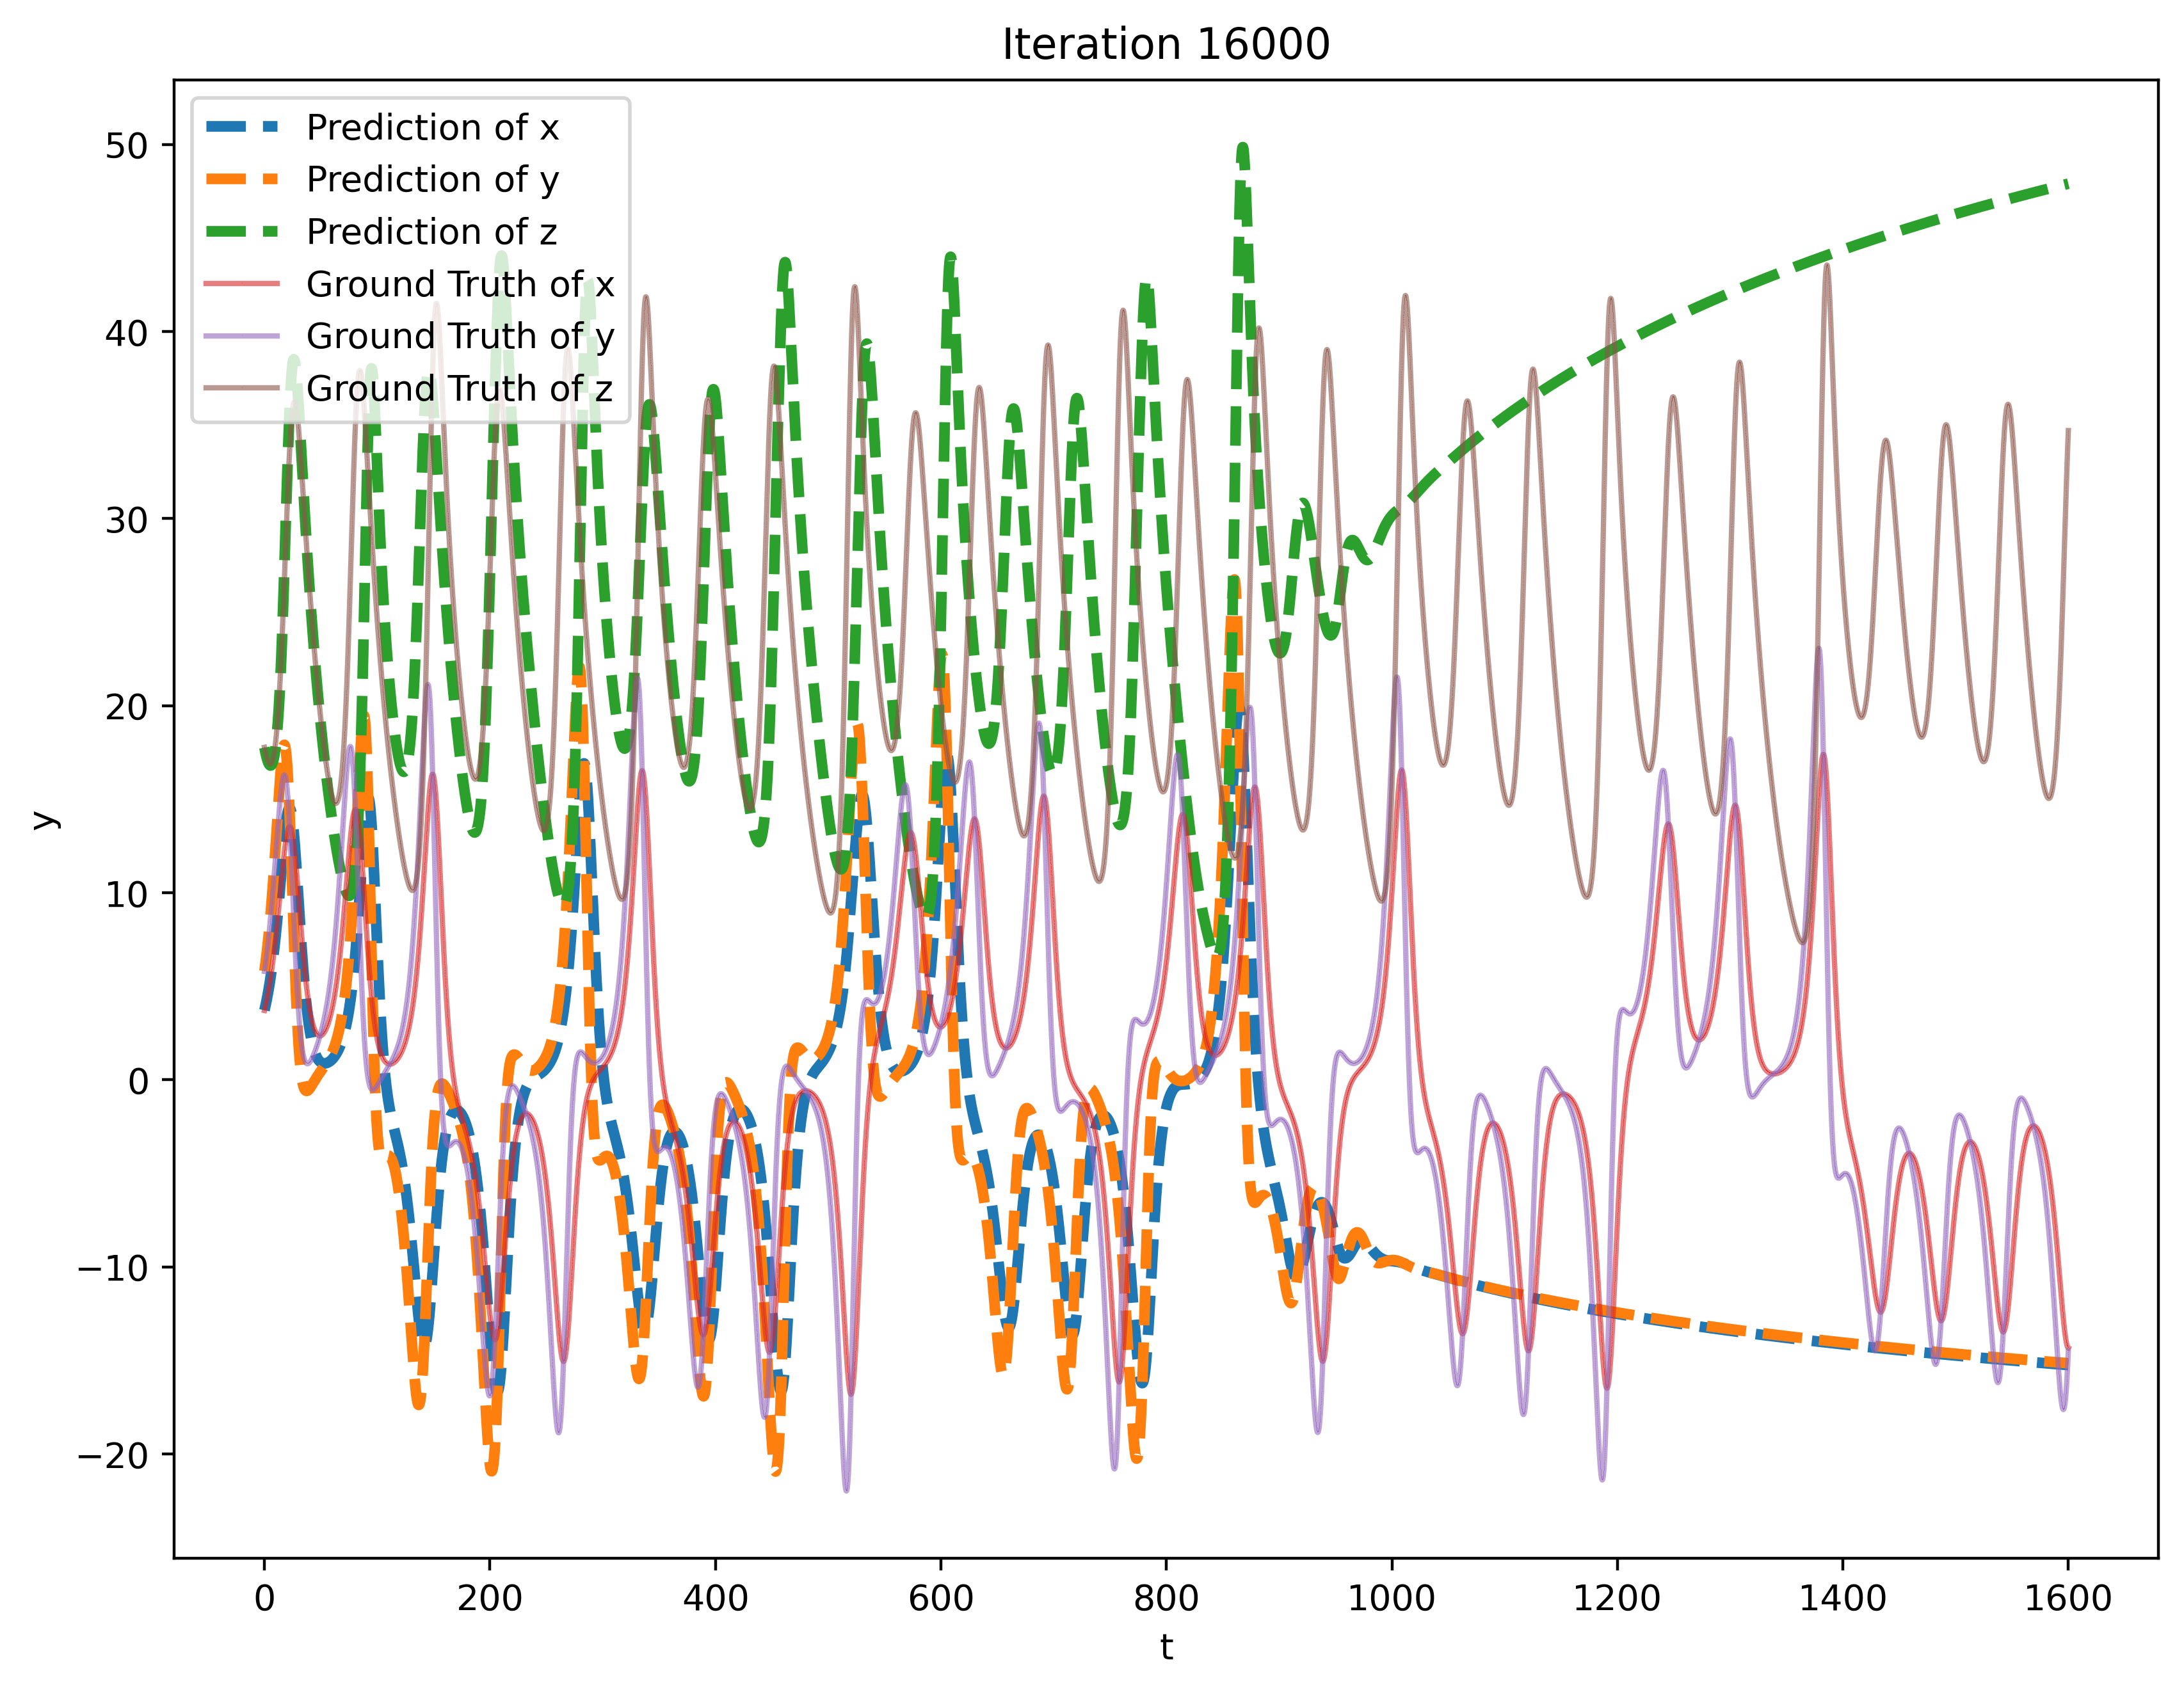 Iteration 16000
Prediction of x
Prediction of y
Prediction of z
Ground Truth of x
Ground Truth of y
Ground Truth of z
50
40
30
20
10
0
−10
−20
y
0 200 400 600 800 1000 1200 1400 1600
t